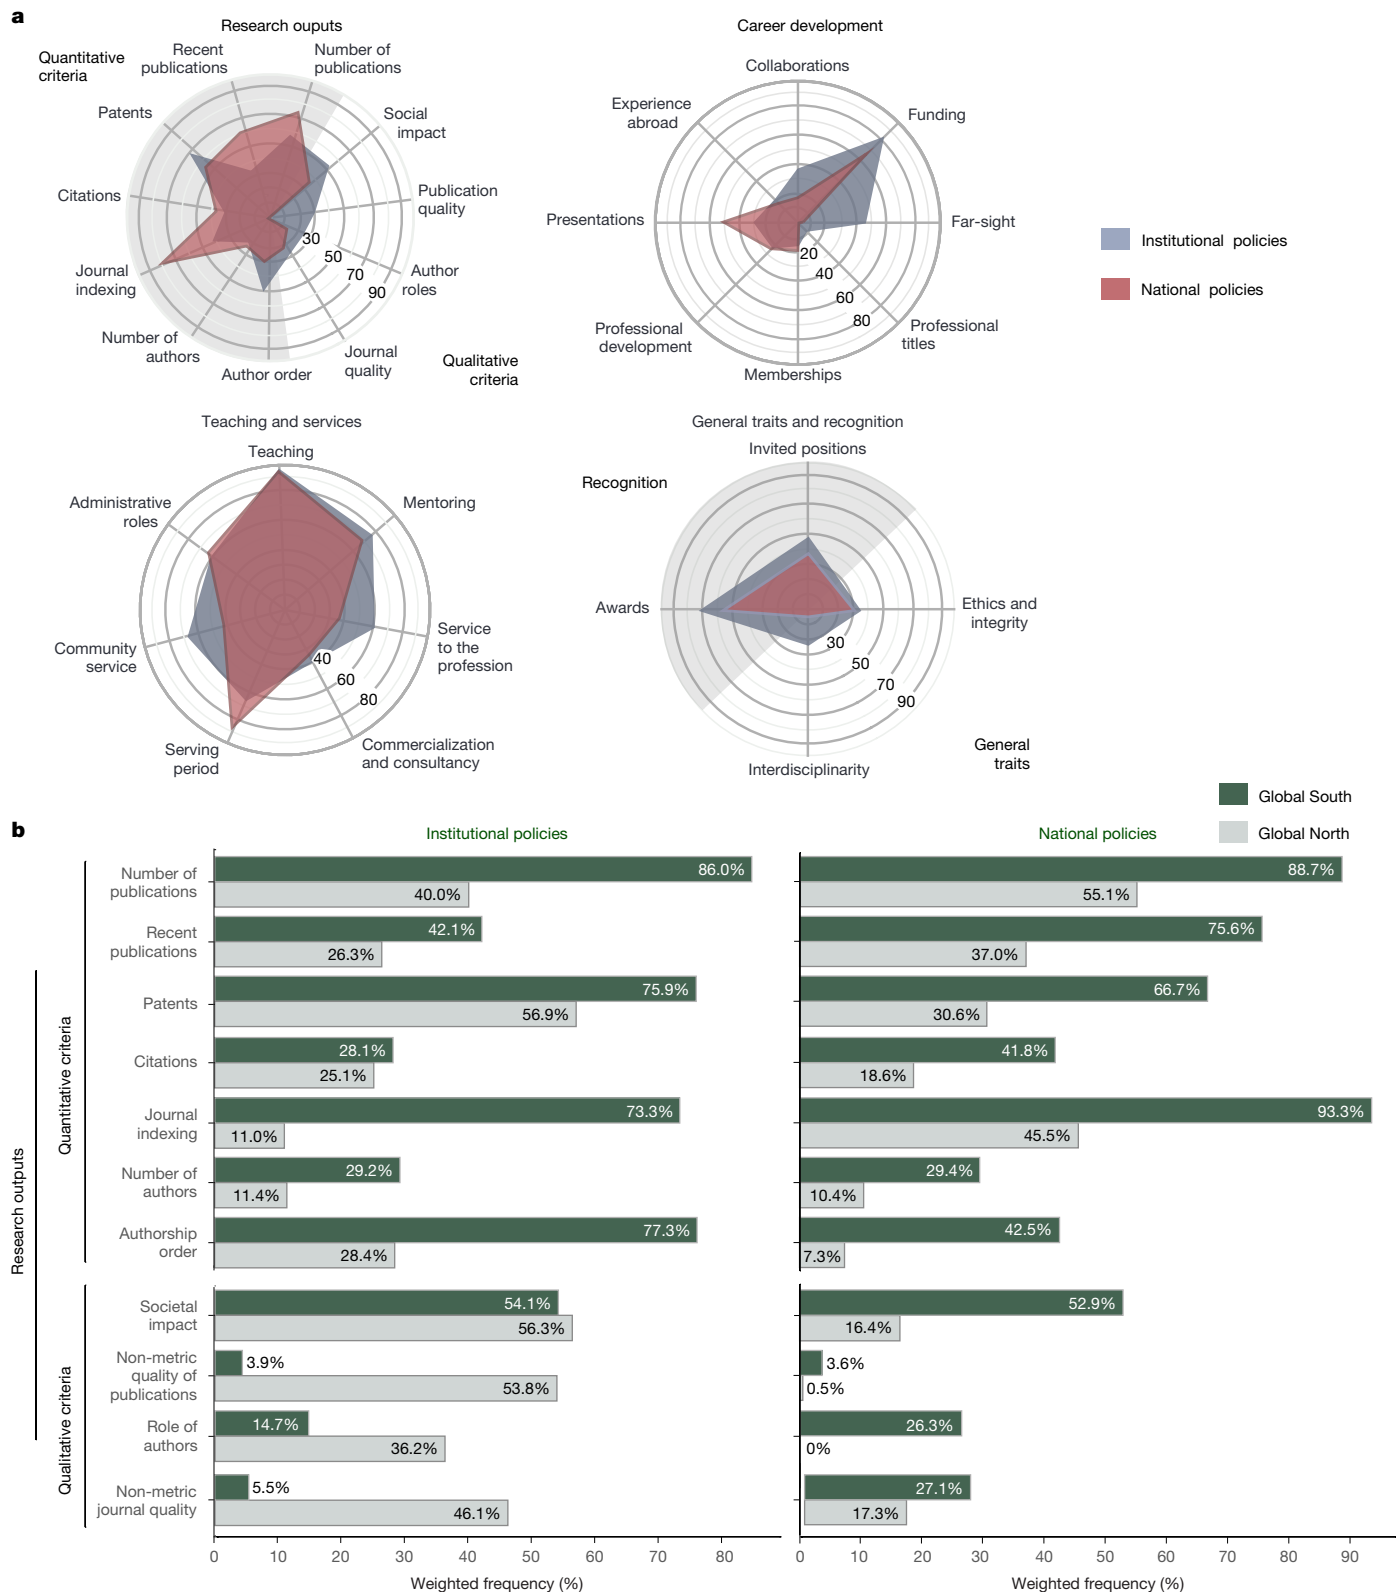 a
Research ouputs
Quantitative
criteria
Recent
publications
Number of
publications
Patents
Social
impact
Citations
Publication
quality
Journal
indexing
Author
roles
Number of
authors
Author order
Journal
quality
Qualitative
criteria
30
50
70
90
Career development
Collaborations
Experience
abroad
Funding
Presentations
Far-sight
Professional
development
Professional
titles
Memberships
20
40
60
80
Institutional policies
National policies
Teaching and services
Teaching
Administrative
roles
Mentoring
Community
service
Service
to the
profession
Serving
period
Commercialization
and consultancy
40
60
80
General traits and recognition
Invited positions
Recognition
Awards
Ethics and
integrity
Interdisciplinarity
General
traits
30
50
70
90
Global South
Global North
b
Institutional policies
National policies
Research outputs
Quantitative criteria
Qualitative criteria
Number of
publications
86.0%
40.0%
88.7%
55.1%
Recent
publications
42.1%
26.3%
75.6%
37.0%
Patents
75.9%
56.9%
66.7%
30.6%
Citations
28.1%
25.1%
41.8%
18.6%
Journal
indexing
73.3%
11.0%
93.3%
45.5%
Number of
authors
29.2%
11.4%
29.4%
10.4%
Authorship
order
77.3%
28.4%
42.5%
7.3%
Societal
impact
54.1%
56.3%
52.9%
16.4%
Non-metric
quality of
publications
3.9%
53.8%
3.6%
0.5%
Role of
authors
14.7%
36.2%
26.3%
0%
Non-metric
journal quality
5.5%
46.1%
27.1%
17.3%
0 10 20 30 40 50 60 70 80
0 10 20 30 40 50 60 70 80 90
Weighted frequency (%)
Weighted frequency (%)